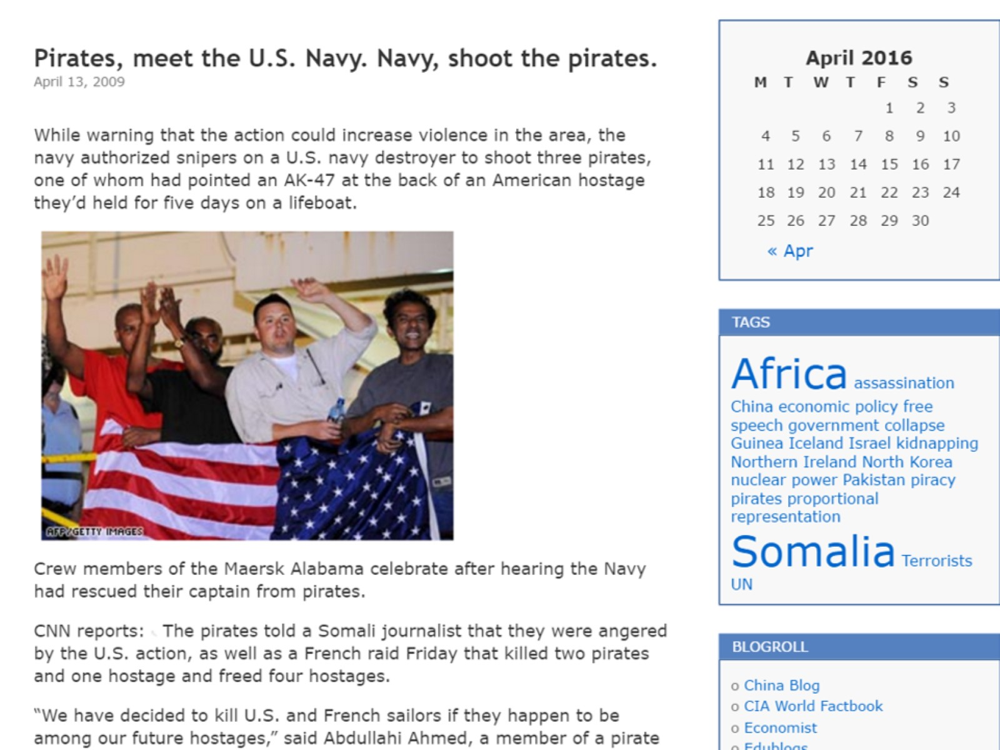 Pirates, meet the U.S. Navy. Navy, shoot the pirates.
April 13, 2009
While warning that the action could increase violence in the area, the
navy authorized snipers on a U.S. navy destroyer to shoot three pirates,
one of whom had pointed an AK-47 at the back of an American hostage
they’d held for five days on a lifeboat.
AFP/GETTY IMAGES
Crew members of the Maersk Alabama celebrate after hearing the Navy
had rescued their captain from pirates.
CNN reports: The pirates told a Somali journalist that they were angered
by the U.S. action, as well as a French raid Friday that killed two pirates
and one hostage and freed four hostages.
“We have decided to kill U.S. and French sailors if they happen to be
among our future hostages,” said Abdullahi Ahmed, a member of a pirate
April 2016
M T W T F S S
1 2 3
4 5 6 7 8 9 10
11 12 13 14 15 16 17
18 19 20 21 22 23 24
25 26 27 28 29 30
« Apr
TAGS
Africa assassination
China economic policy free
speech government collapse
Guinea Iceland Israel kidnapping
Northern Ireland North Korea
nuclear power Pakistan piracy
pirates proportional
representation
Somalia Terrorists
UN
BLOGROLL
o China Blog
o CIA World Factbook
o Economist
o Edublogs